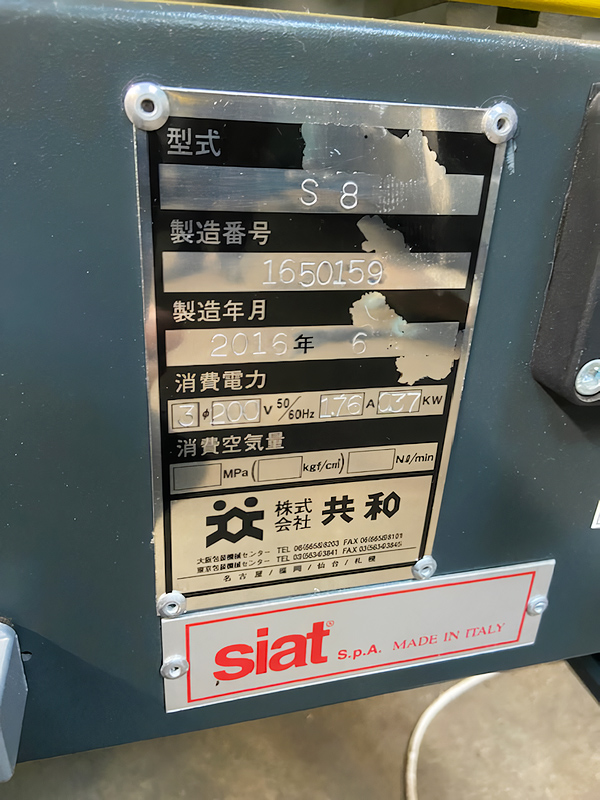 型式
S 8
製造番号
1650159
製造年月
2016年 6
消費電力
3 φ 200 V 50/60Hz 1.76 A 0.37 KW
消費空気量
MPa( kgf/cm²) Nℓ/min
株式会社 共和
大阪包装機械センター TEL 06(6658)8203 FAX 06(6658)8101
東京包装機械センター TEL 03(5634)3841 FAX 03(5634)3845
名古屋/福岡/仙台/札幌
siat® S.p.A. MADE IN ITALY